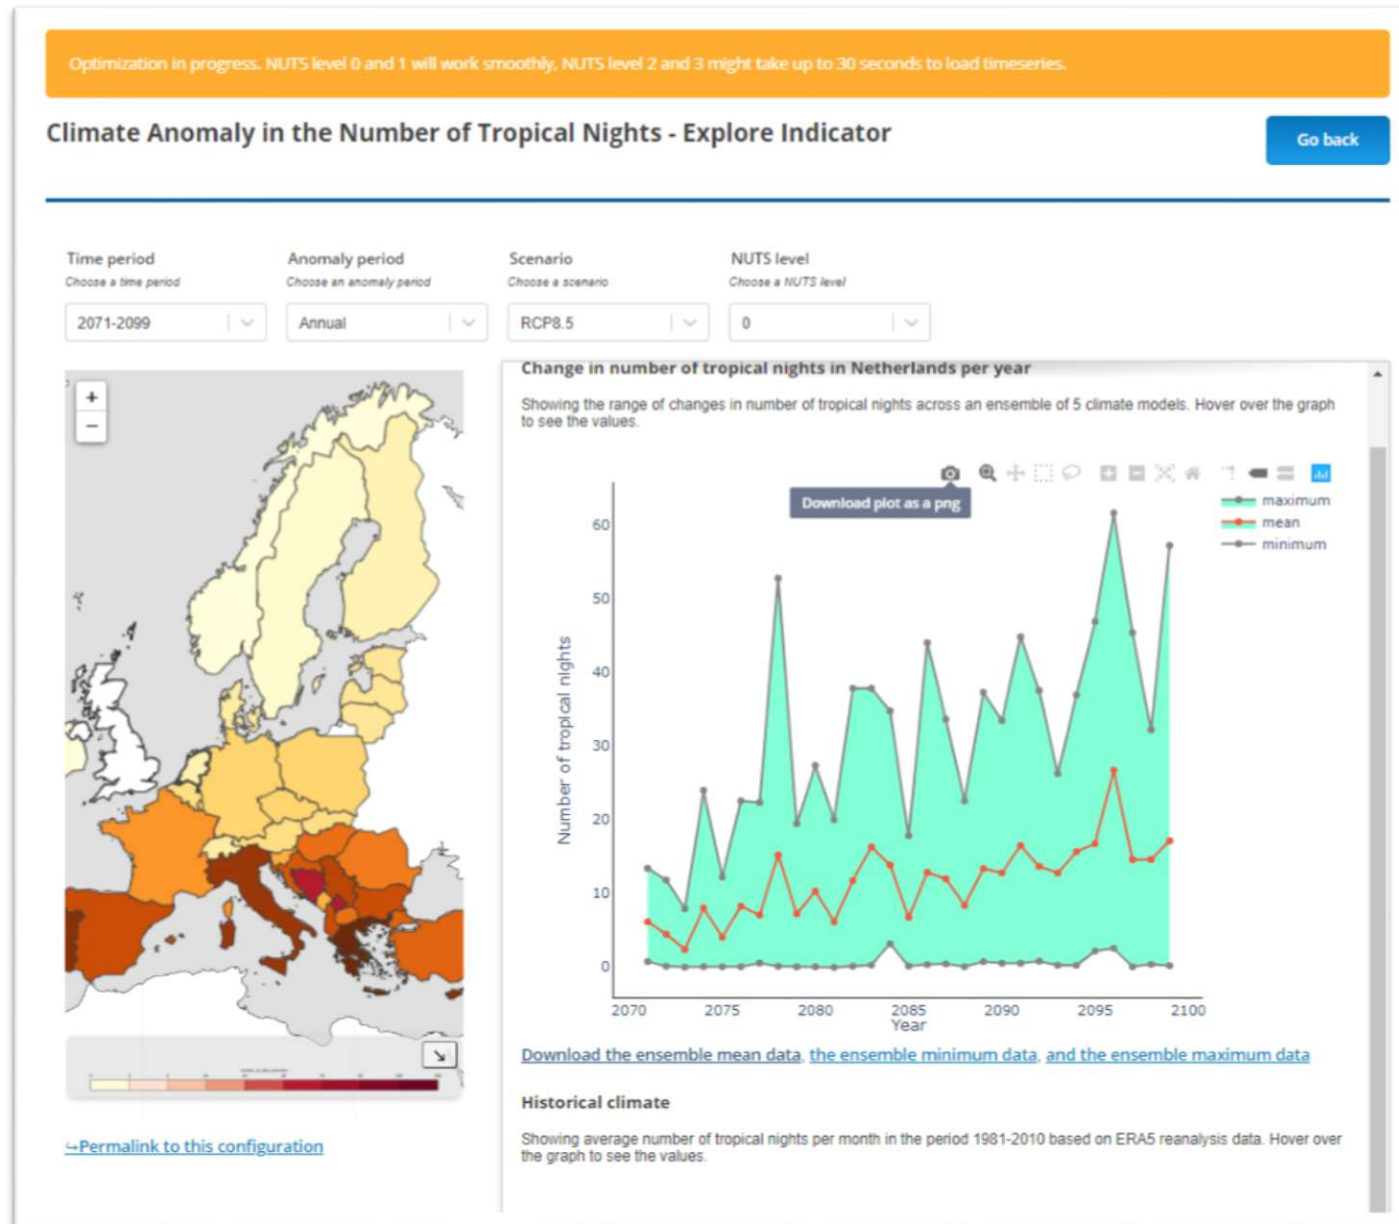 Optimization in progress. NUTS level 0 and 1 will work smoothly, NUTS level 2 and 3 might take up to 30 seconds to load timeseries.
Climate Anomaly in the Number of Tropical Nights - Explore Indicator
Go back
Time period
Choose a time period
2071-2099
Anomaly period
Choose an anomaly period
Annual
Scenario
Choose a scenario
RCP8.5
NUTS level
Choose a NUTS level
0
+
−
Change in number of tropical nights in Netherlands per year
Showing the range of changes in number of tropical nights across an ensemble of 5 climate models. Hover over the graph
to see the values.
Download plot as a png
maximum
mean
minimum
Number of tropical nights
60
50
40
30
20
10
0
2070
2075
2080
2085
2090
2095
2100
Year
Download the ensemble mean data, the ensemble minimum data, and the ensemble maximum data
Historical climate
Showing average number of tropical nights per month in the period 1981-2010 based on ERA5 reanalysis data. Hover over
the graph to see the values.
↪Permalink to this configuration